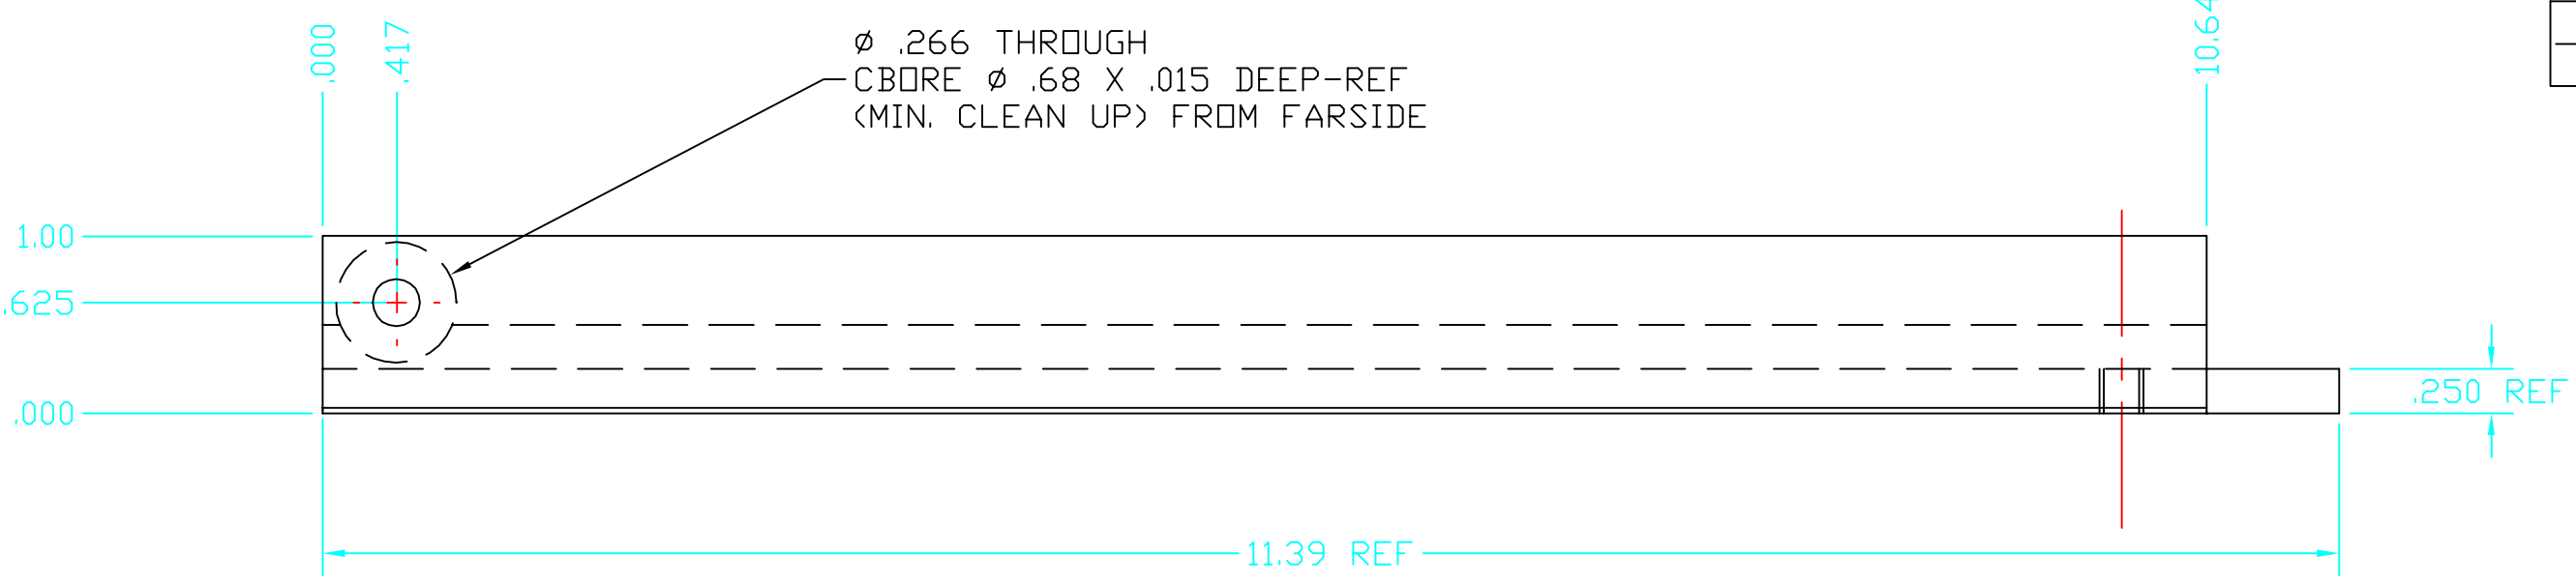 .000
.417
Ø .266 THROUGH
CBORE Ø .68 X .015 DEEP-REF
(MIN. CLEAN UP) FROM FARSIDE
10.64
1.00
.625
.000
.250 REF
11.39 REF